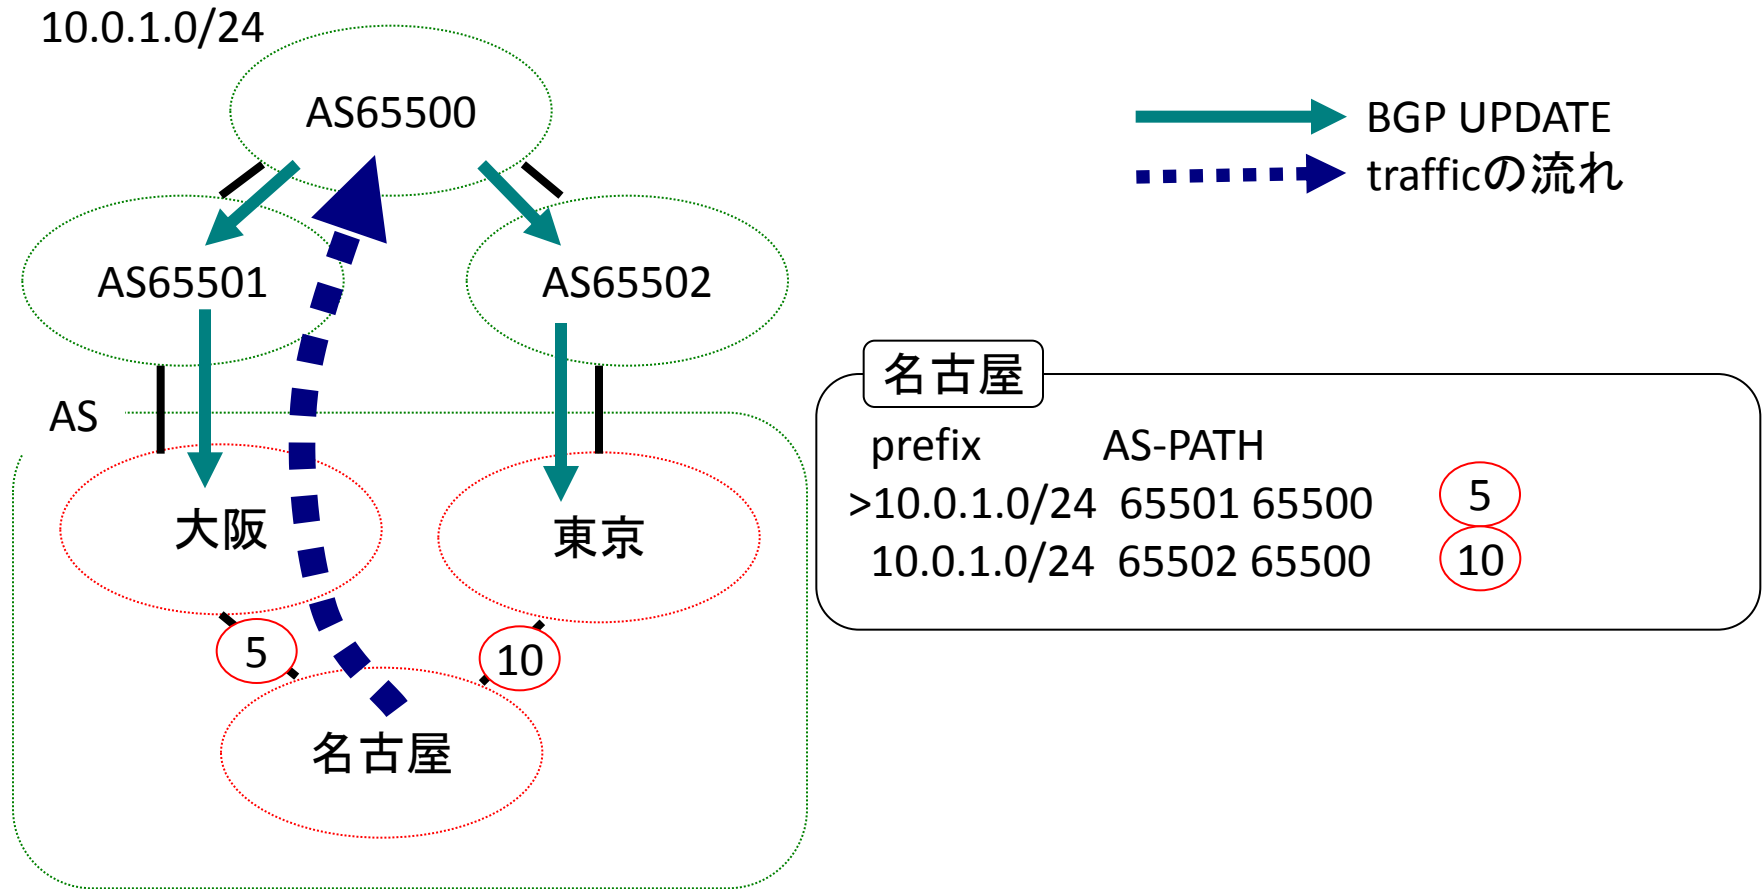 10.0.1.0/24
AS65500
BGP UPDATE
trafficの流れ
AS65501
AS65502
AS
大阪
東京
5
10
名古屋
名古屋
prefix AS-PATH
>10.0.1.0/24 65501 65500 5
10.0.1.0/24 65502 65500 10